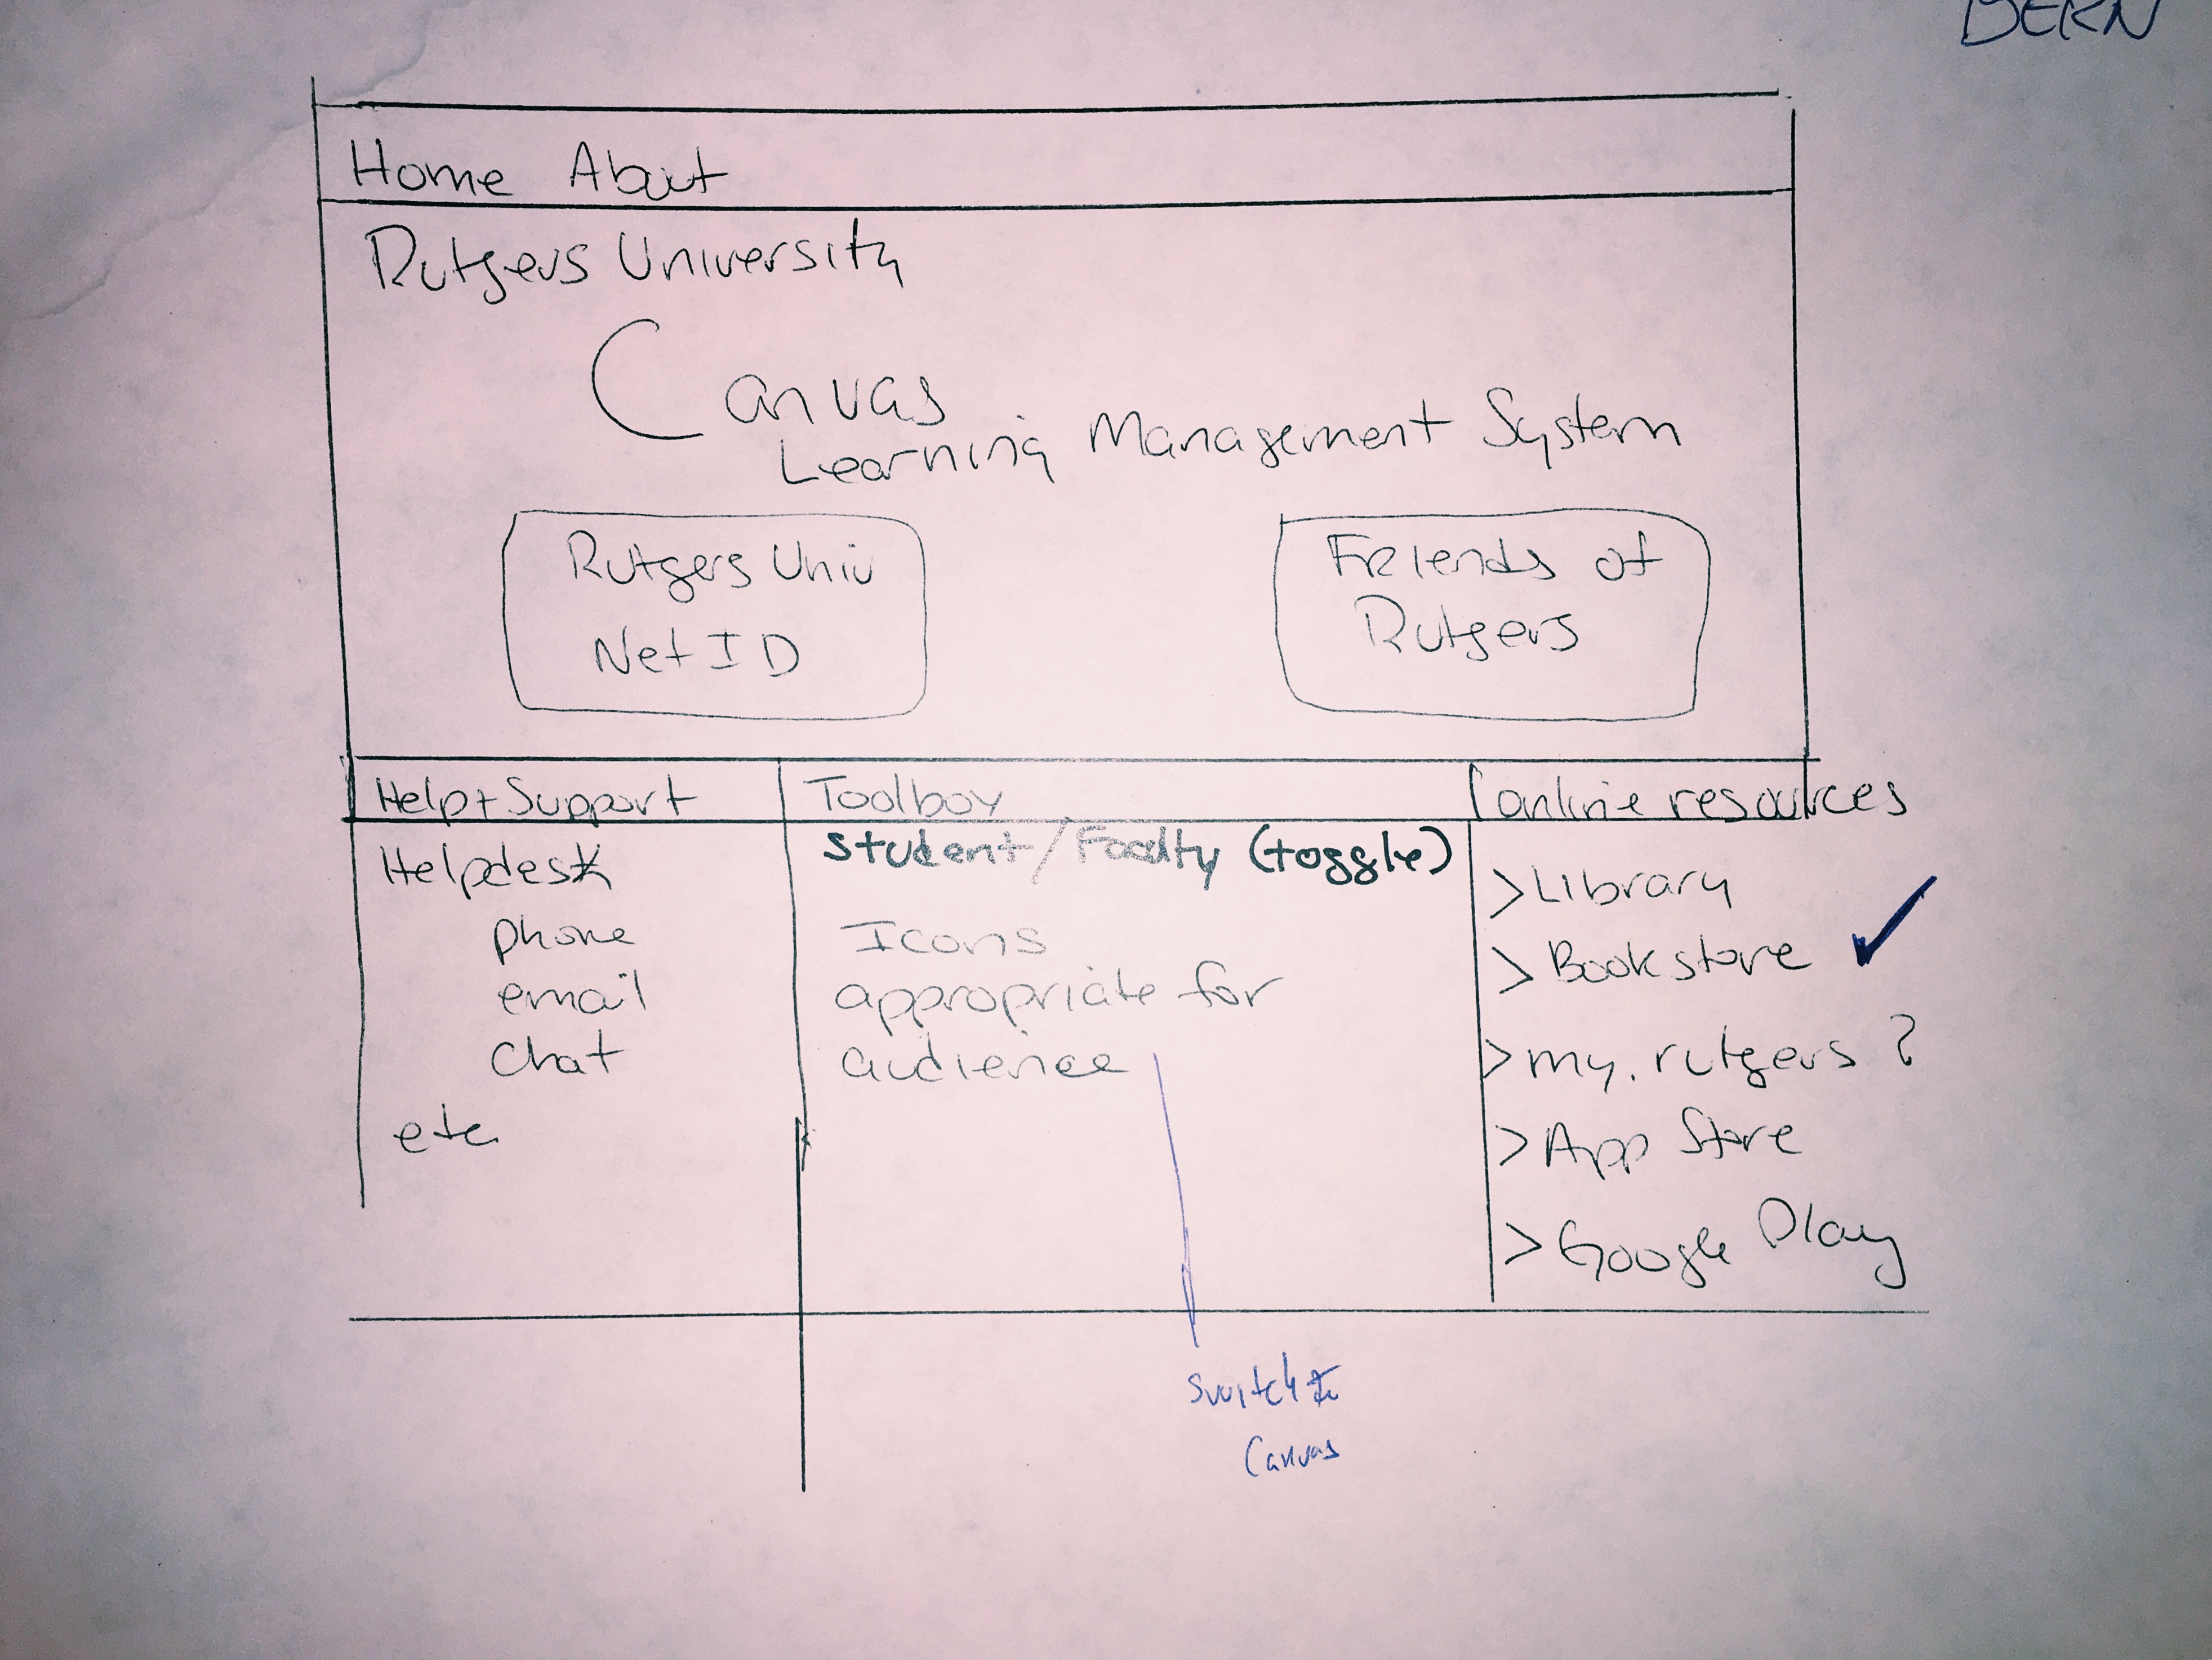 BERN
Home About
Rutgers University
Canvas
Learning Management System
Rutgers Univ
Net ID
Friends of
Rutgers
Help+Support
Helpdesk
phone
email
Chat
etc
Toolbox
Student/Faculty (toggle)
Icons
appropriate for
audience
switch to
Canvas
online resources
>Library
>Bookstore ✓
>my.rutgers ?
>App Store
>Google Play